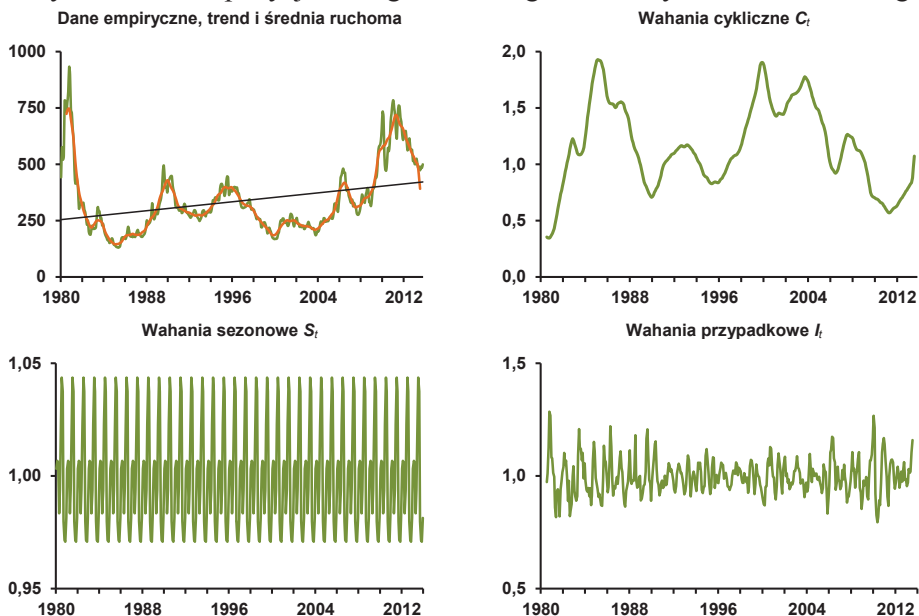 Dane empiryczne, trend i średnia ruchoma
1000
750
500
250
0
1980 1988 1996 2004 2012
Wahania cykliczne Ct
2,0
1,5
1,0
0,5
0,0
1980 1988 1996 2004 2012
Wahania sezonowe St
1,05
1,00
0,95
1980 1988 1996 2004 2012
Wahania przypadkowe It
1,5
1,0
0,5
1980 1988 1996 2004 2012